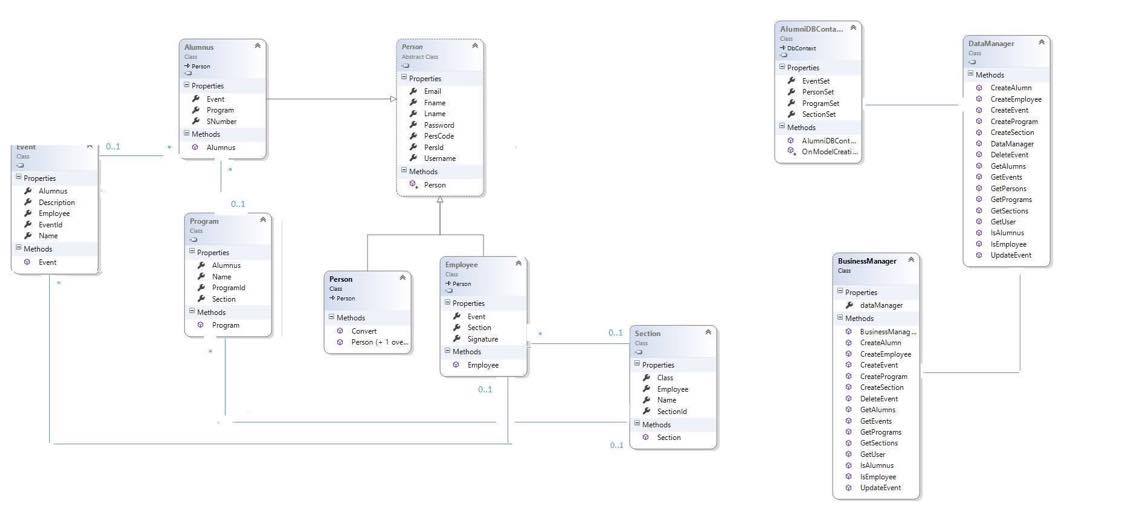 Alumnus
Class
Person
Properties
Event
Program
SNumber
Methods
Alumnus
Person
Abstract Class
Properties
Email
Fname
Lname
Password
PersCode
PersId
Username
Methods
Person
Event
Class
Properties
Alumnus
Description
Employee
EventId
Name
Methods
Event
0..1
*
*
0..1
Program
Class
Properties
Alumnus
Name
ProgramId
Section
Methods
Program
*
*
Person
Class
Person
Methods
Convert
Person (+ 1 ove...
Employee
Class
Person
Properties
Event
Section
Signature
Methods
Employee
*
0..1
0..1
Section
Class
Properties
Class
Employee
Name
SectionId
Methods
Section
0..1
AlumniDBConta...
Class
DbContext
Properties
EventSet
PersonSet
ProgramSet
SectionSet
Methods
AlumniDBCont...
OnModelCreati...
DataManager
Class
Methods
CreateAlumn
CreateEmployee
CreateEvent
CreateProgram
CreateSection
DataManager
DeleteEvent
GetAlumns
GetEvents
GetPersons
GetPrograms
GetSections
GetUser
IsAlumnus
IsEmployee
UpdateEvent
BusinessManager
Class
Properties
dataManager
Methods
BusinessManag...
CreateAlumn
CreateEmployee
CreateEvent
CreateProgram
CreateSection
DeleteEvent
GetAlumns
GetEvents
GetPrograms
GetSections
GetUser
IsAlumnus
IsEmployee
UpdateEvent